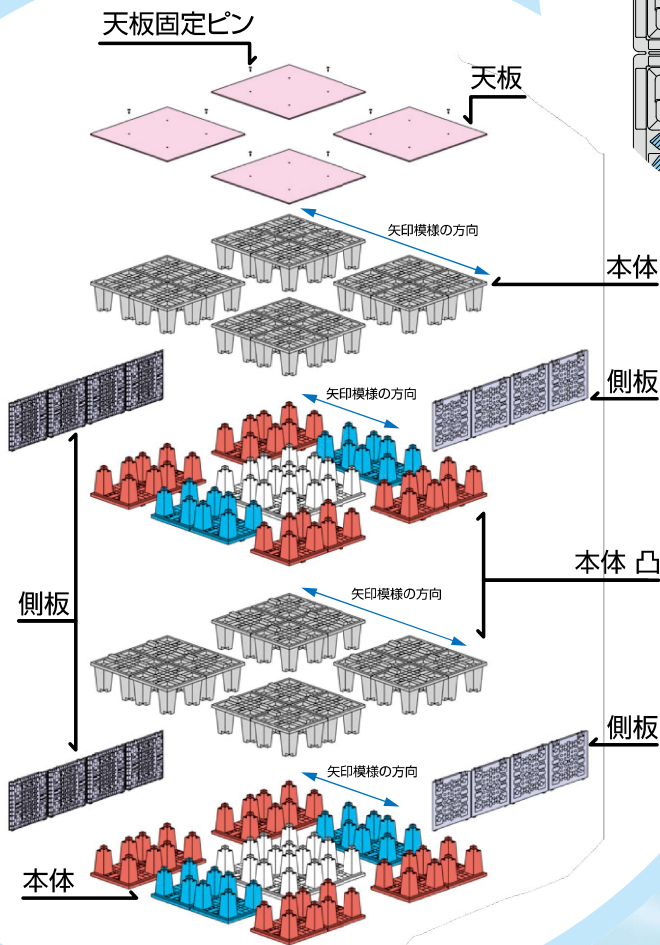 天板固定ピン
天板
矢印模様の方向
本体
側板
矢印模様の方向
本体 凸
側板
矢印模様の方向
側板
矢印模様の方向
本体